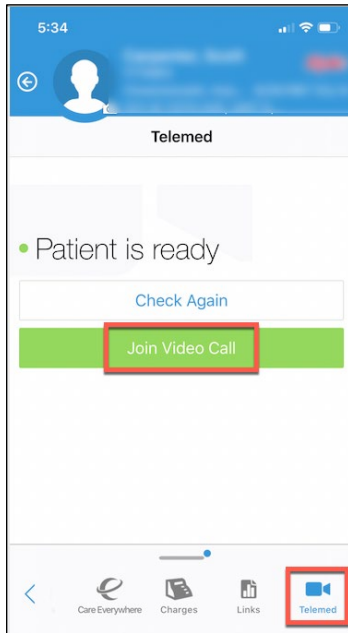 5:34
Telemed
Patient is ready
Check Again
Join Video Call
Care Everywhere
Charges
Links
Telemed